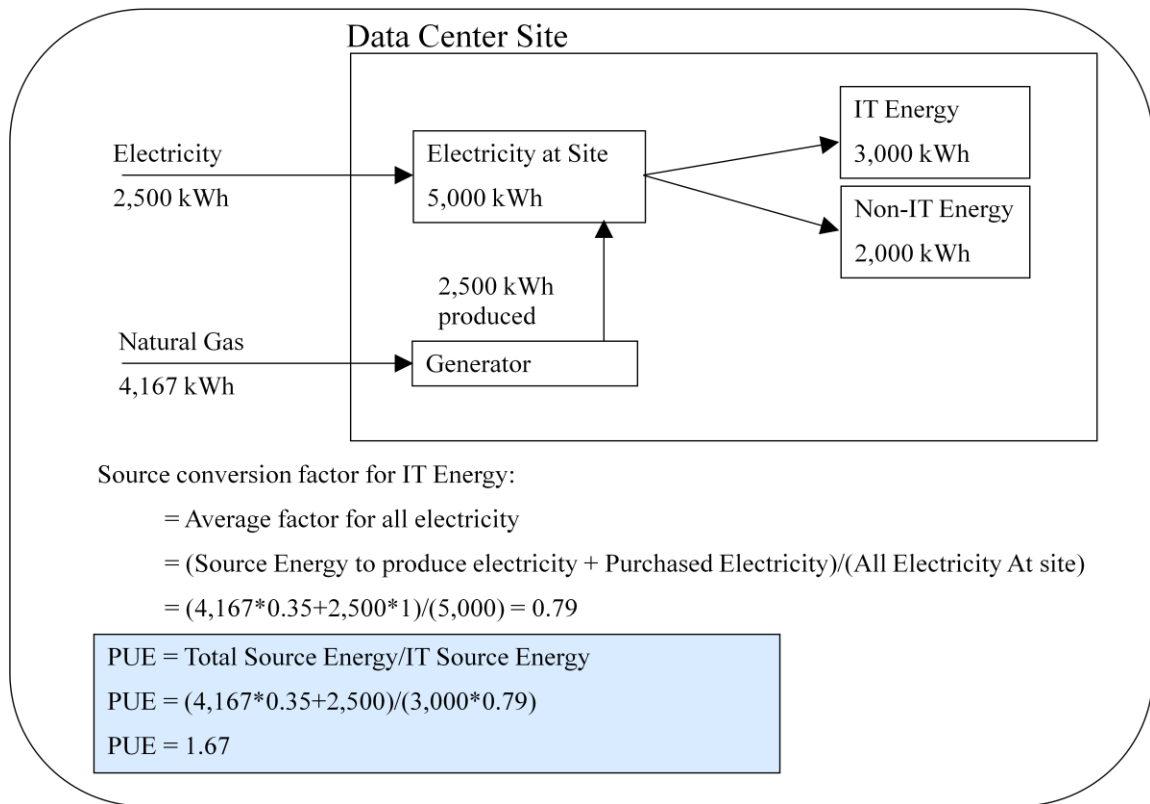 Data Center Site
Electricity
2,500 kWh
Electricity at Site
5,000 kWh
IT Energy
3,000 kWh
Non-IT Energy
2,000 kWh
2,500 kWh
produced
Natural Gas
4,167 kWh
Generator
Source conversion factor for IT Energy:
= Average factor for all electricity
= (Source Energy to produce electricity + Purchased Electricity)/(All Electricity At site)
= (4,167*0.35+2,500*1)/(5,000) = 0.79
PUE = Total Source Energy/IT Source Energy
PUE = (4,167*0.35+2,500)/(3,000*0.79)
PUE = 1.67